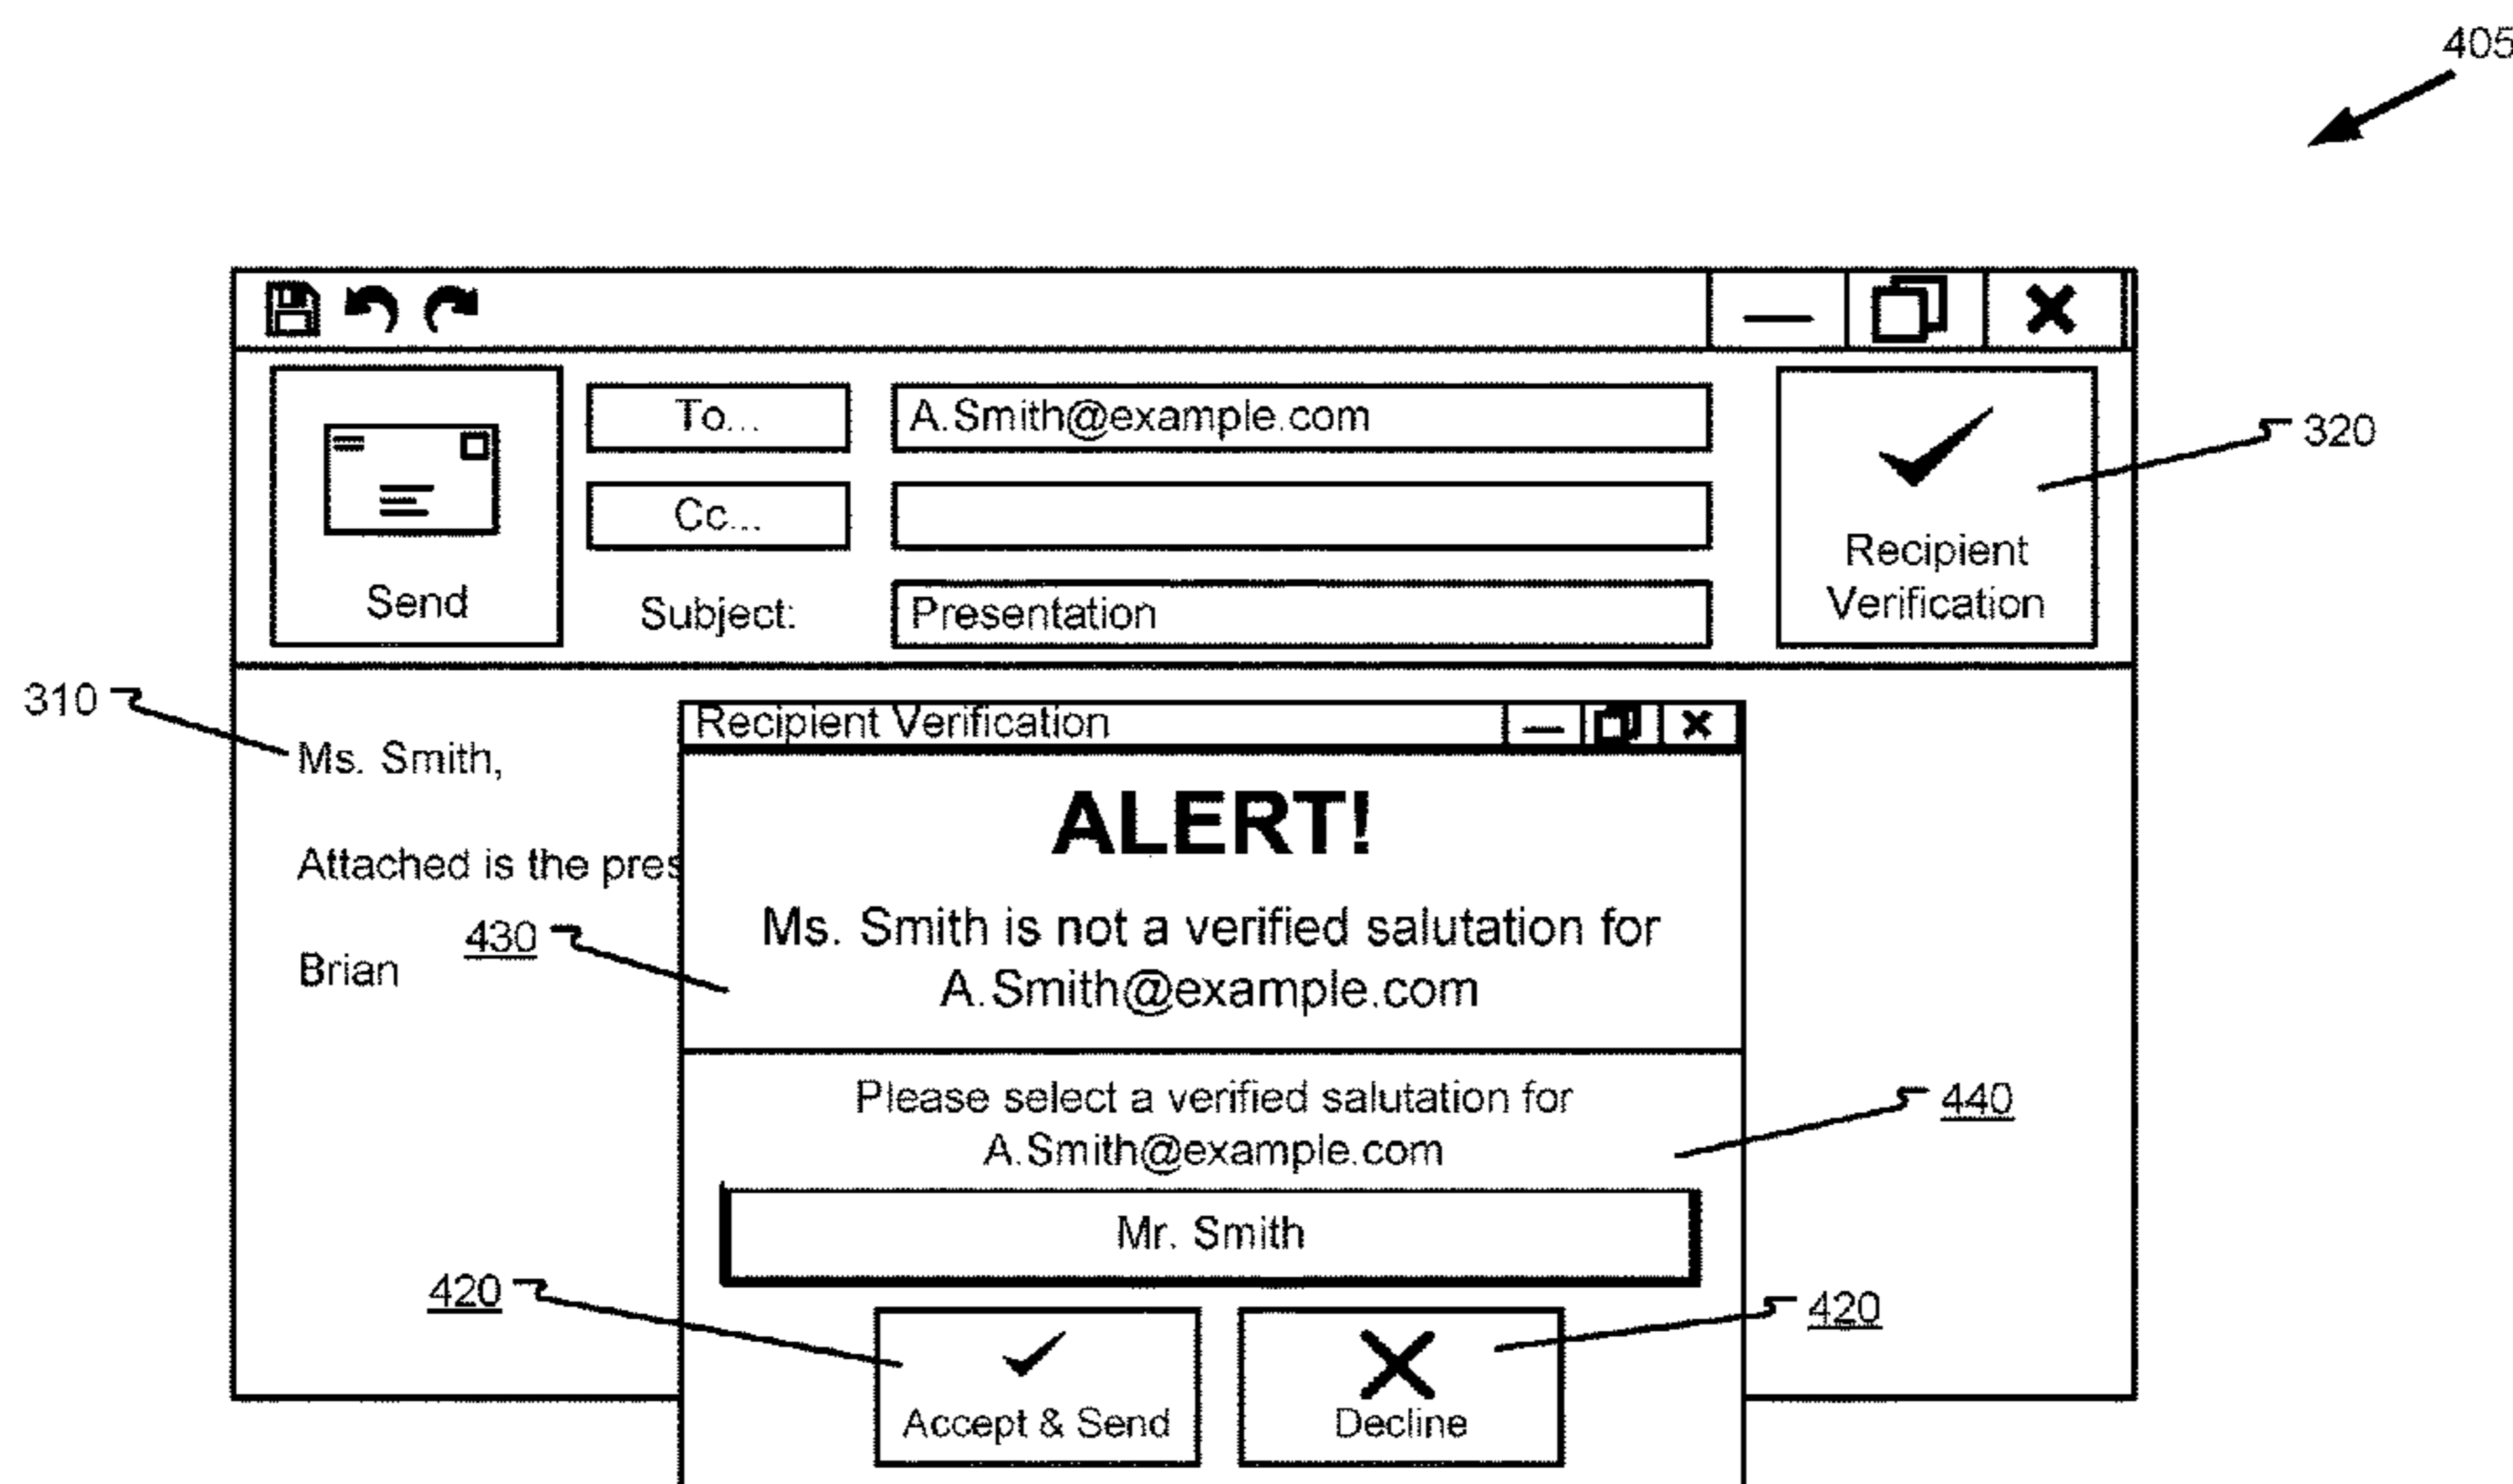 405
To...
A.Smith@example.com
320
Cc...
Recipient
Verification
Send
Subject:
Presentation
310
Recipient Verification
Ms. Smith,
ALERT!
Attached is the pres
430
Ms. Smith is not a verified salutation for
A.Smith@example.com
Brian
Please select a verified salutation for
A.Smith@example.com
440
Mr. Smith
420
420
Accept & Send
Decline